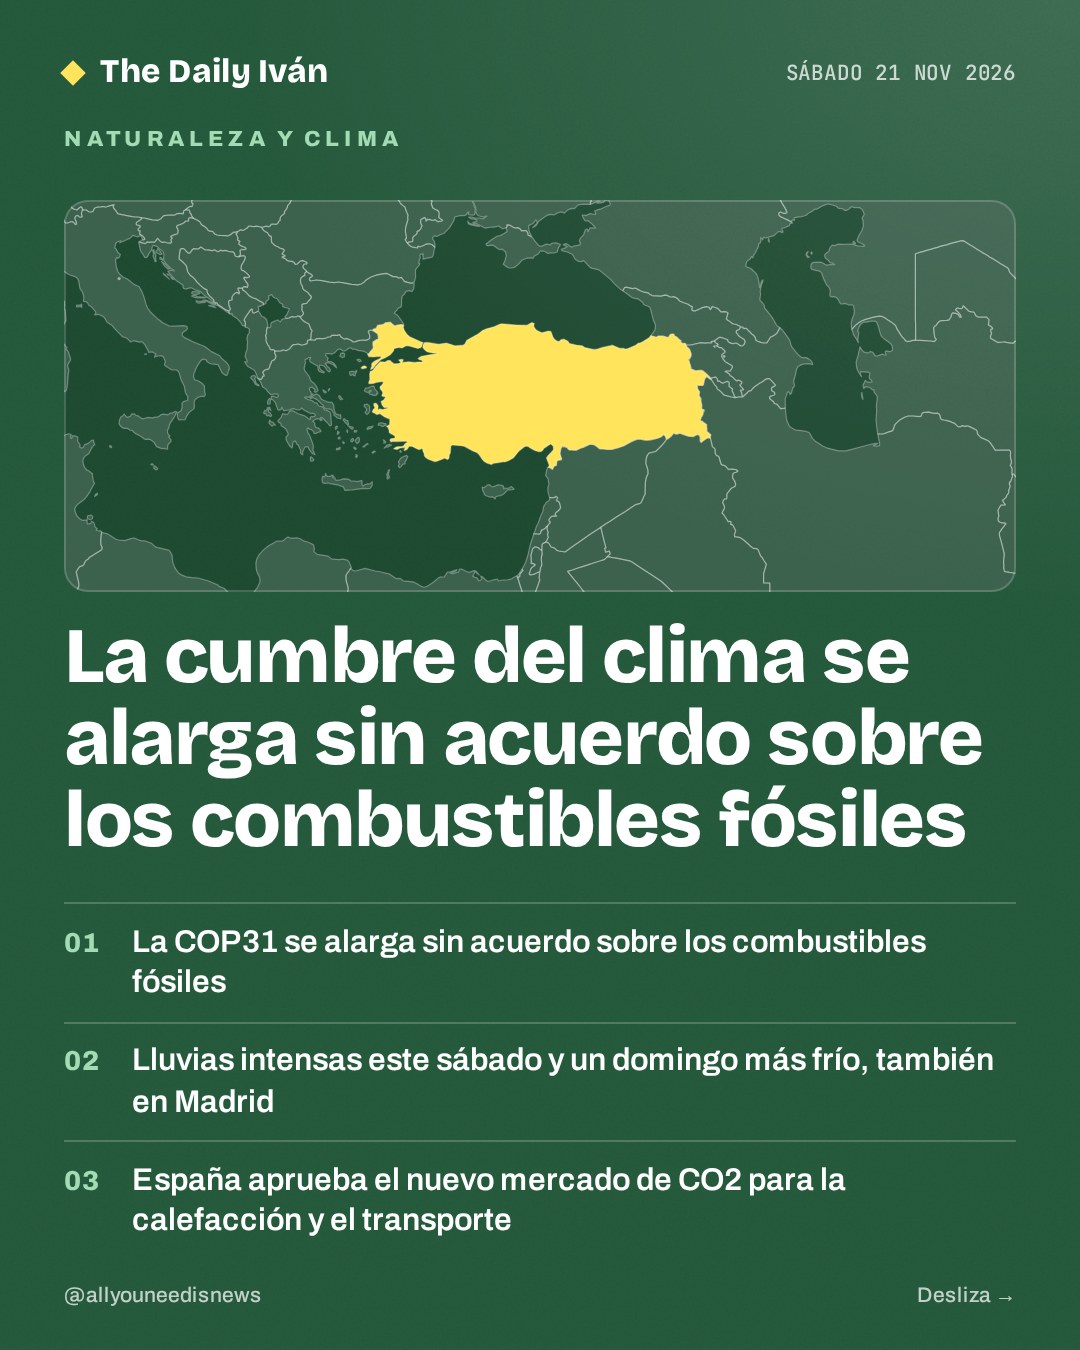 The Daily Iván
SÁBADO 21 NOV 2026
NATURALEZA Y CLIMA
La cumbre del clima se
alarga sin acuerdo sobre
los combustibles fósiles
01 La COP31 se alarga sin acuerdo sobre los combustibles
fósiles
02 Lluvias intensas este sábado y un domingo más frío, también
en Madrid
03 España aprueba el nuevo mercado de CO2 para la
calefacción y el transporte
@allyouneedisnews
Desliza →